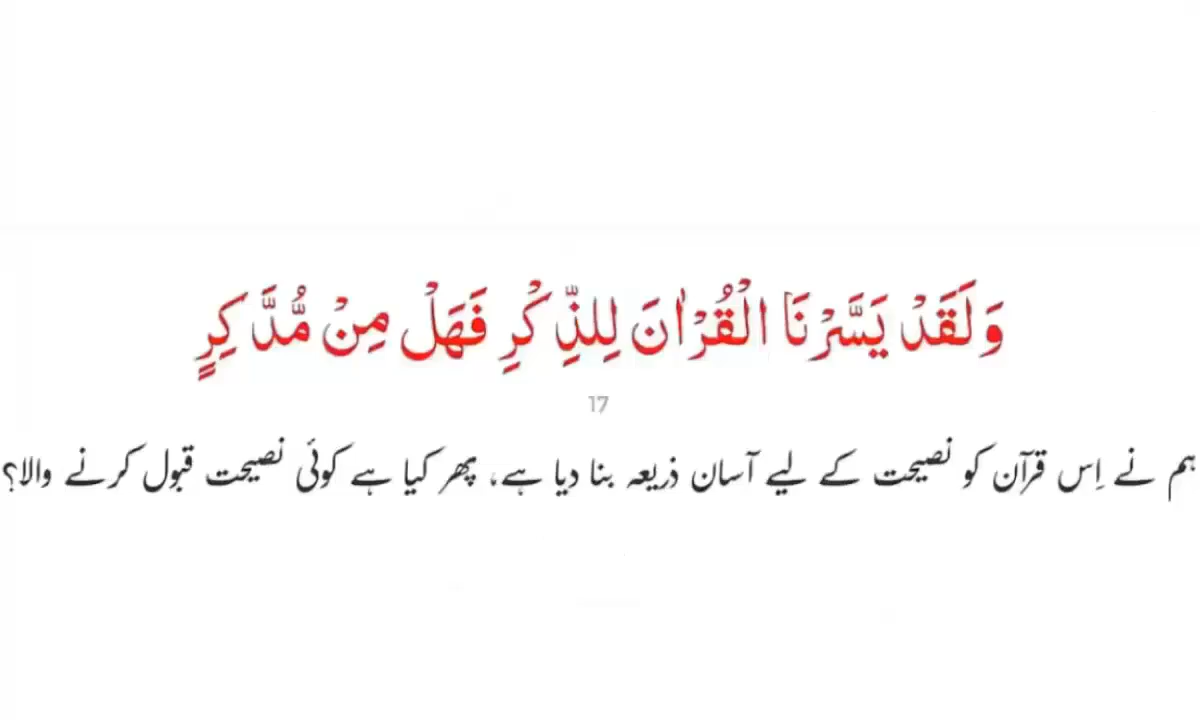 وَلَقَدْ يَسَّرْنَا الْقُرْاٰنَ لِلذِّكْرِ فَهَلْ مِنْ مُّدَّكِرٍ
17
ہم نے اِس قرآن کو نصیحت کے لیے آسان ذریعہ بنا دیا ہے، پھر کیا ہے کوئی نصیحت قبول کرنے والا؟